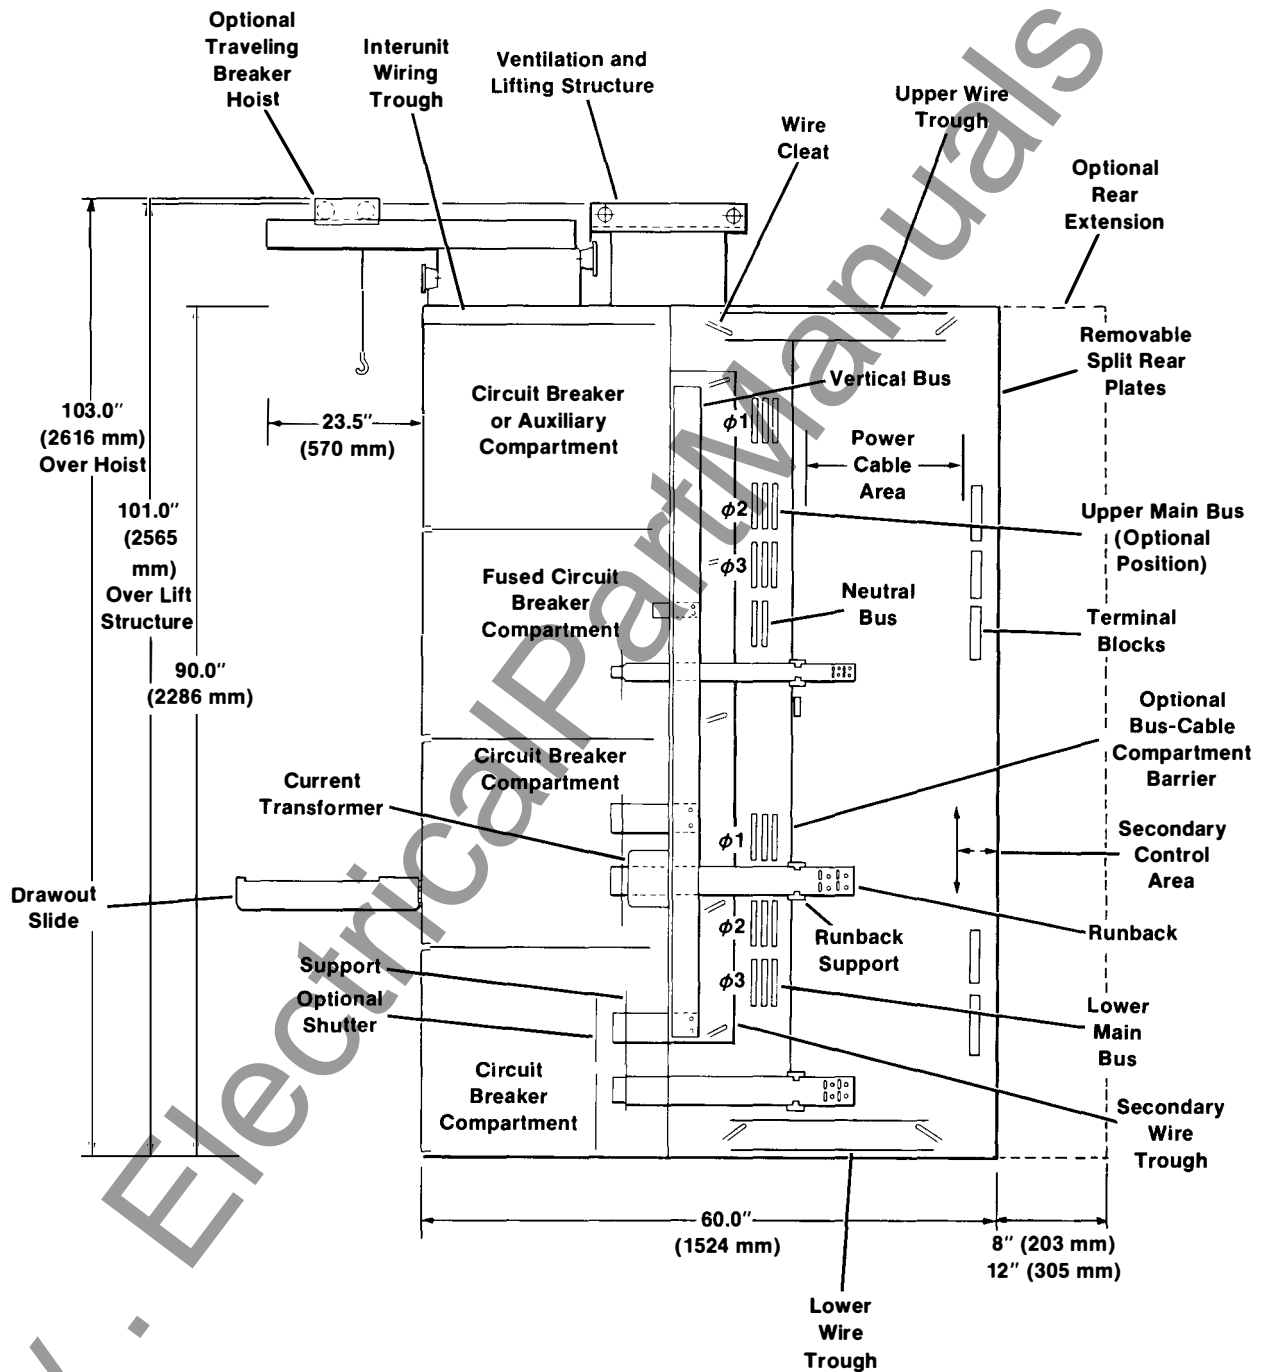 Optional
Traveling
Breaker
Hoist
Interunit
Wiring
Trough
Ventilation and
Lifting Structure
Wire
Cleat
Upper Wire
Trough
Optional
Rear
Extension
Removable
Split Rear
Plates
103.0"
(2616 mm)
Over Hoist
101.0"
(2565
mm)
Over Lift
Structure
90.0"
(2286 mm)
23.5"
(570 mm)
Circuit Breaker
or Auxiliary
Compartment
Vertical Bus
ϕ1
Power
Cable
Area
ϕ2
Upper Main Bus
(Optional
Position)
ϕ3
Fused Circuit
Breaker
Compartment
Neutral
Bus
Terminal
Blocks
Optional
Bus-Cable
Compartment
Barrier
Circuit Breaker
Compartment
Current
Transformer
ϕ1
Secondary
Control
Area
Drawout
Slide
ϕ2
Runback
Support
Runback
Support
Optional
Shutter
ϕ3
Lower
Main
Bus
Circuit
Breaker
Compartment
Secondary
Wire
Trough
60.0"
(1524 mm)
8" (203 mm)
12" (305 mm)
Lower
Wire
Trough
. ElectricalPartManuals